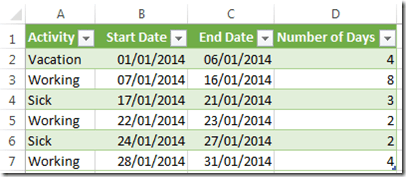 A B C D
1 Activity Start Date End Date Number of Days
2 Vacation 01/01/2014 06/01/2014 4
3 Working 07/01/2014 16/01/2014 8
4 Sick 17/01/2014 21/01/2014 3
5 Working 22/01/2014 23/01/2014 2
6 Sick 24/01/2014 27/01/2014 2
7 Working 28/01/2014 31/01/2014 4